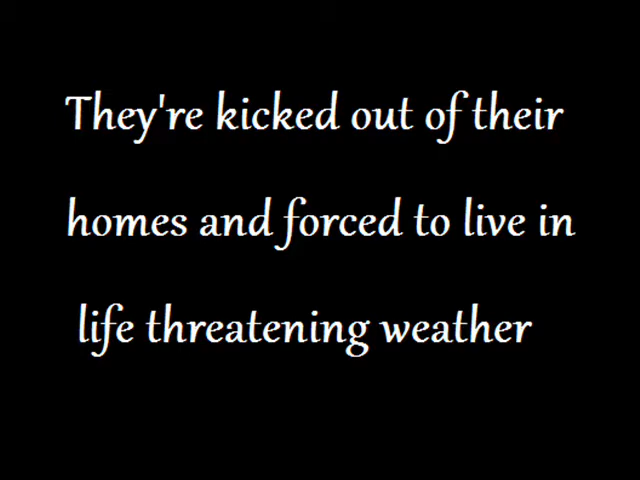 They're kicked out of their
homes and forced to live in
life threatening weather